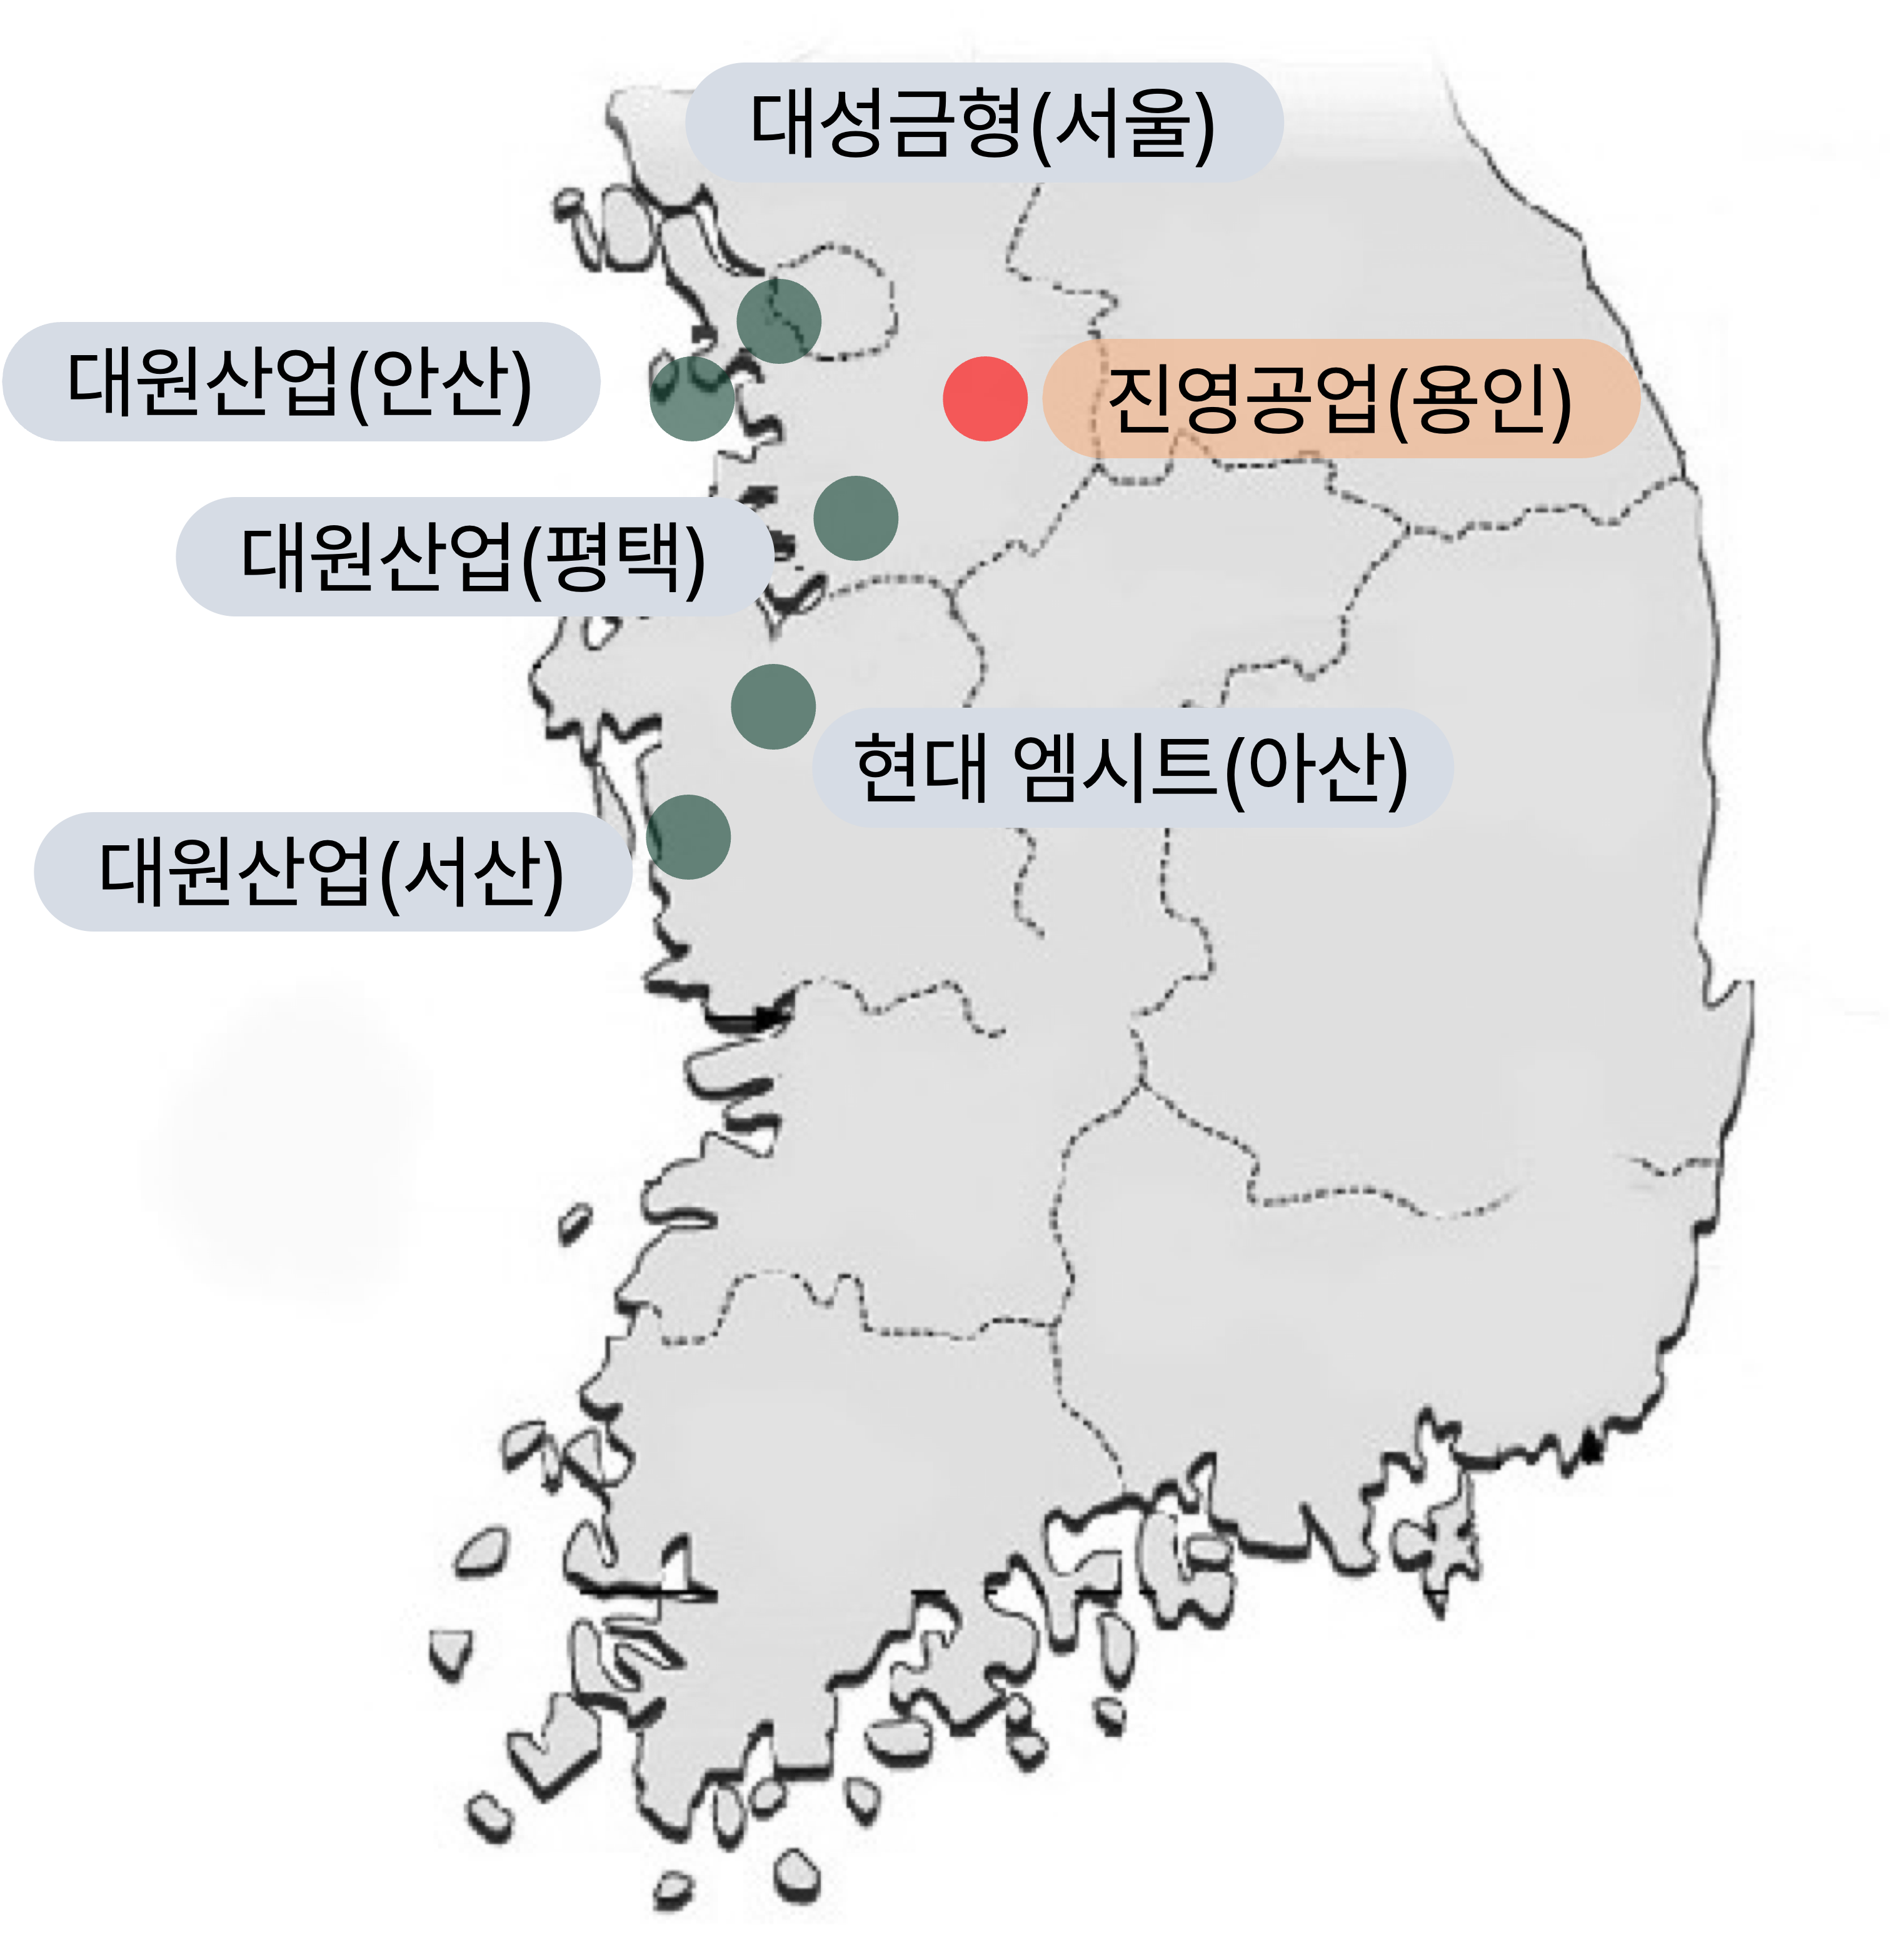 대성금형(서울)
대원산업(안산)
진영공업(용인)
대원산업(평택)
현대 엠시트(아산)
대원산업(서산)